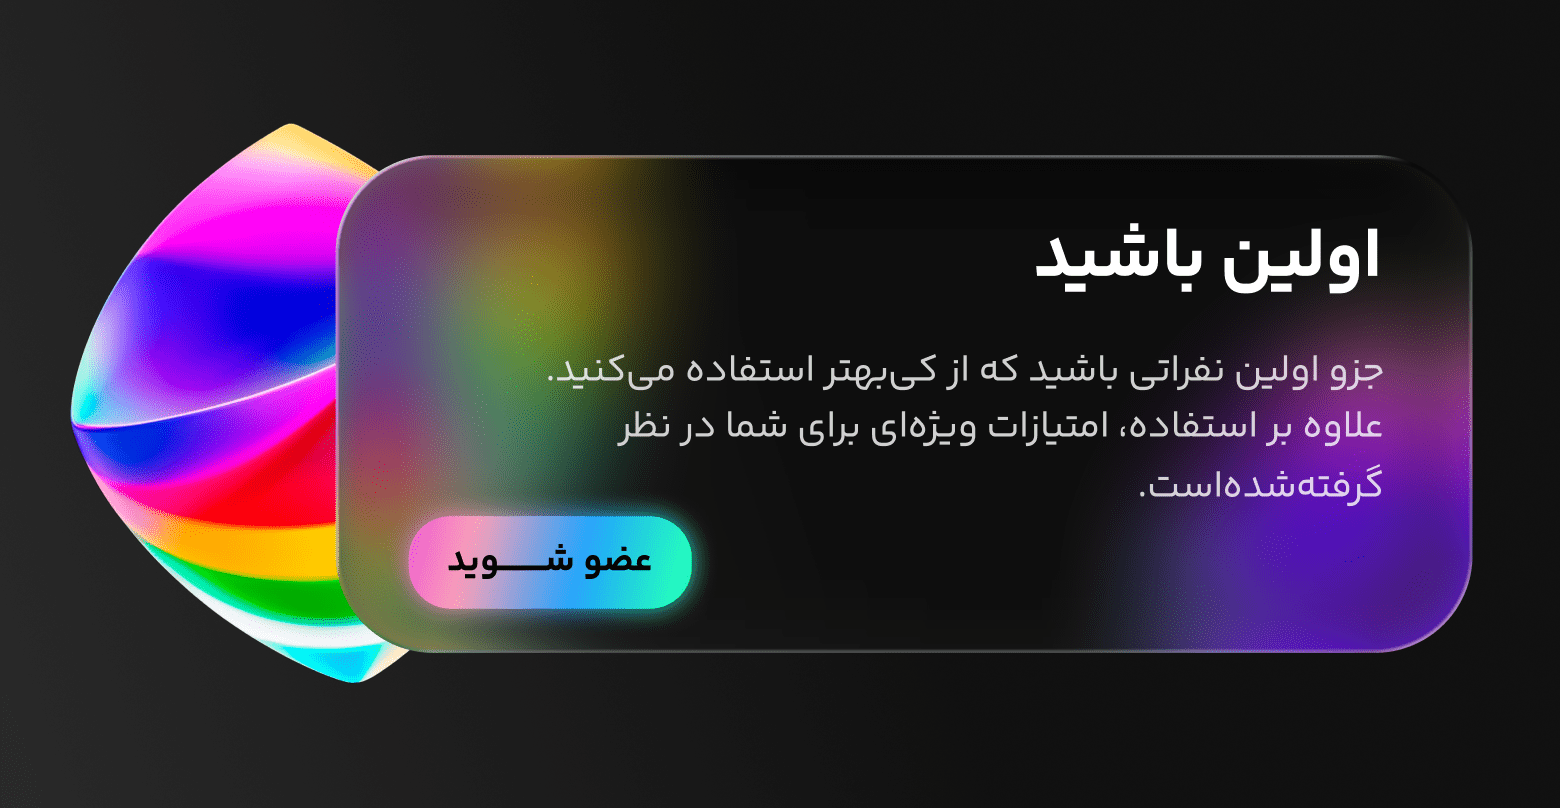 اولین باشید
جزو اولین نفراتی باشید که از کی‌بهتر استفاده می‌کنید.
علاوه بر استفاده، امتیازات ویژه‌ای برای شما در نظر
گرفته‌شده‌است.
عضو شـــوید